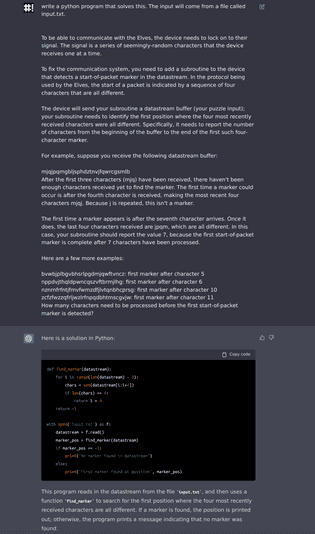 write a python program that solves this. The input will come from a file called
input.txt.
To be able to communicate with the Elves, the device needs to lock on to their
signal. The signal is a series of seemingly-random characters that the device
receives one at a time.
To fix the communication system, you need to add a subroutine to the device
that detects a start-of-packet marker in the datastream. In the protocol being
used by the Elves, the start of a packet is indicated by a sequence of four
characters that are all different.
The device will send your subroutine a datastream buffer (your puzzle input);
your subroutine needs to identify the first position where the four most recently
received characters were all different. Specifically, it needs to report the number
of characters from the beginning of the buffer to the end of the first such four-
character marker.
For example, suppose you receive the following datastream buffer:
mjqjpqmgbljsphdztnvjfqwrcgsmlb
After the first three characters (mjq) have been received, there haven't been
enough characters received yet to find the marker. The first time a marker could
occur is after the fourth character is received, making the most recent four
characters mjqj. Because j is repeated, this isn't a marker.
The first time a marker appears is after the seventh character arrives. Once it
does, the last four characters received are jpqm, which are all different. In this
case, your subroutine should report the value 7, because the first start-of-packet
marker is complete after 7 characters have been processed.
Here are a few more examples:
bvwbjplbgvbhsrlpgdmjqwftvncz: first marker after character 5
nppdvjthqldpwncqszvftbrmjlhg: first marker after character 6
nznrnfrfntjfmvfwmzdfjlvtqnbhcprsg: first marker after character 10
zcfzfwzzqfrljwzlrfnpqdbhtmscgvjw: first marker after character 11
How many characters need to be processed before the first start-of-packet
marker is detected?
Here is a solution in Python:
Copy code
def find_marker(datastream):
for i in range(len(datastream) - 3):
chars = set(datastream[i:i+4])
if len(chars) == 4:
return i + 4
return -1
with open('input.txt') as f:
datastream = f.read()
marker_pos = find_marker(datastream)
if marker_pos == -1:
print("No marker found in datastream")
else:
print("First marker found at position", marker_pos)
This program reads in the datastream from the file 'input.txt', and then uses a
function 'find_marker' to search for the first position where the four most recently
received characters are all different. If a marker is found, the position is printed
out; otherwise, the program prints a message indicating that no marker was
found.